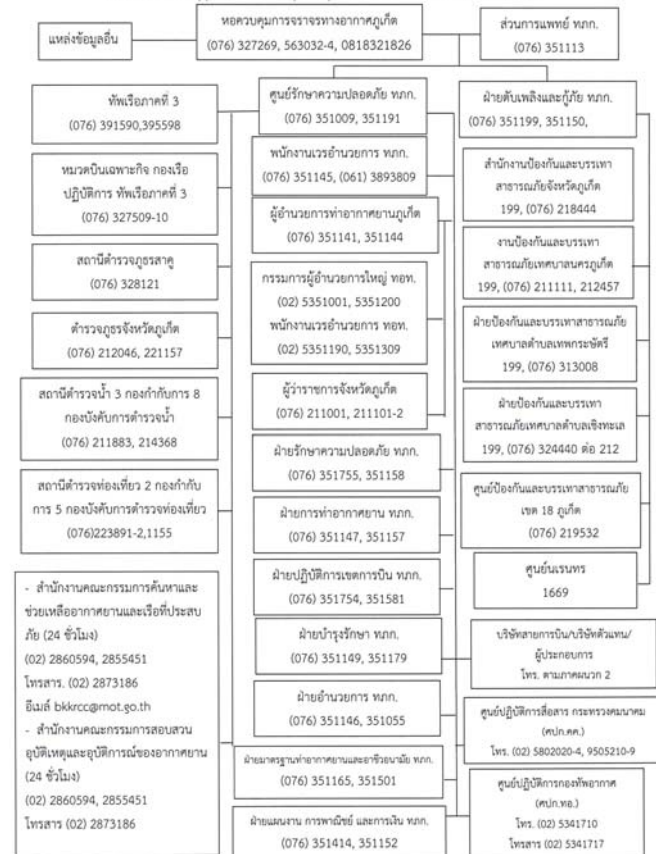 แหล่งข้อมูลอื่น
หอควบคุมการจราจรทางอากาศภูเก็ต
(076) 327269, 563032-4, 0818321826
ส่วนการแพทย์ ทภก.
(076) 351113
ทัพเรือภาคที่ 3
(076) 391590,395598
หมวดบินเฉพาะกิจ กองเรือ
ปฏิบัติการ ทัพเรือภาคที่ 3
(076) 327509-10
สถานีตำรวจภูธรสาคู
(076) 328121
ตำรวจภูธรจังหวัดภูเก็ต
(076) 212046, 221157
สถานีตำรวจน้ำ 3 กองกำกับการ 8
กองบังคับการตำรวจน้ำ
(076) 211883, 214368
สถานีตำรวจท่องเที่ยว 2 กองกำกับ
การ 5 กองบังคับการตำรวจท่องเที่ยว
(076)223891-2,1155
- สำนักงานคณะกรรมการค้นหาและ
ช่วยเหลืออากาศยานและเรือที่ประสบ
ภัย (24 ชั่วโมง)
(02) 2860594, 2855451
โทรสาร. (02) 2873186
อีเมล์ bkkrcc@mot.go.th
- สำนักงานคณะกรรมการสอบสวน
อุบัติเหตุและอุบัติการณ์ของอากาศยาน
(24 ชั่วโมง)
(02) 2860594, 2855451
โทรสาร (02) 2873186
ศูนย์รักษาความปลอดภัย ทภก.
(076) 351009, 351191
พนักงานเวรอำนวยการ ทภก.
(076) 351145, (061) 3893809
ผู้อำนวยการท่าอากาศยานภูเก็ต
(076) 351141, 351144
กรรมการผู้อำนวยการใหญ่ ทอท.
(02) 5351001, 5351200
พนักงานเวรอำนวยการ ทอท.
(02) 5351190, 5351309
ผู้ว่าราชการจังหวัดภูเก็ต
(076) 211001, 211101-2
ฝ่ายรักษาความปลอดภัย ทภก.
(076) 351755, 351158
ฝ่ายการท่าอากาศยาน ทภก.
(076) 351147, 351157
ฝ่ายปฏิบัติการเขตการบิน ทภก.
(076) 351754, 351581
ฝ่ายบำรุงรักษา ทภก.
(076) 351149, 351179
ฝ่ายอำนวยการ ทภก.
(076) 351146, 351055
ฝ่ายมาตรฐานท่าอากาศยานและอาชีวอนามัย ทภก.
(076) 351165, 351501
ฝ่ายแผนงาน การพาณิชย์ และการเงิน ทภก.
(076) 351414, 351152
ฝ่ายดับเพลิงและกู้ภัย ทภก.
(076) 351199, 351150,
สำนักงานป้องกันและบรรเทา
สาธารณภัยจังหวัดภูเก็ต
199, (076) 218444
งานป้องกันและบรรเทา
สาธารณภัยเทศบาลนครภูเก็ต
199, (076) 211111, 212457
ฝ่ายป้องกันและบรรเทาสาธารณภัย
เทศบาลตำบลเทพกระษัตรี
199, (076) 313008
ฝ่ายป้องกันและบรรเทา
สาธารณภัยเทศบาลตำบลเชิงทะเล
199, (076) 324440 ต่อ 212
ศูนย์ป้องกันและบรรเทาสาธารณภัย
เขต 18 ภูเก็ต
(076) 219532
ศูนย์นเรนทร
1669
บริษัทสายการบิน/บริษัทตัวแทน/
ผู้ประกอบการ
โทร. ตามภาคผนวก 2
ศูนย์ปฏิบัติการสื่อสาร กระทรวงคมนาคม
(ศปภ.คค.)
โทร. (02) 5802020-4, 9505210-9
ศูนย์ปฏิบัติการกองทัพอากาศ
(ศปก.ทอ.)
โทร. (02) 5341710
โทรสาร (02) 5341717